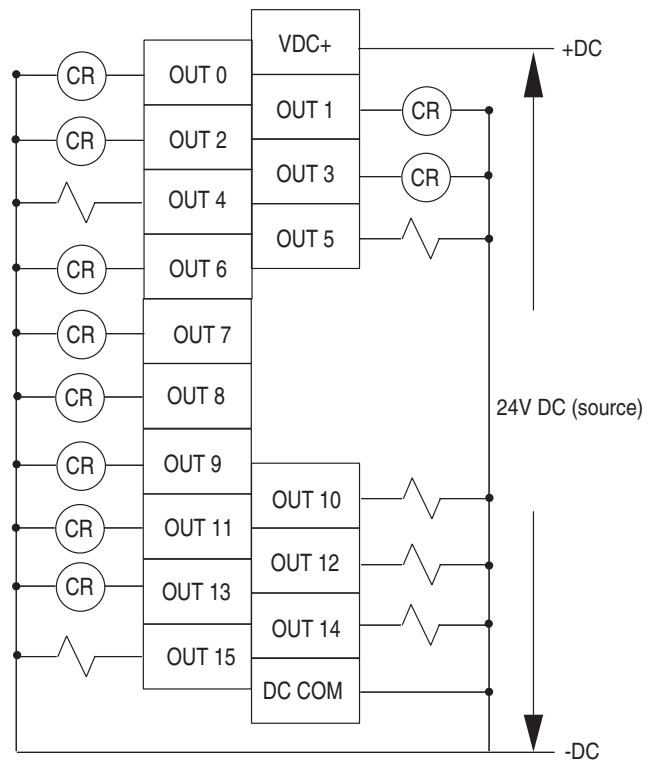 VDC+
+DC
CR
OUT 0
OUT 1
CR
CR
OUT 2
OUT 3
CR
OUT 4
OUT 5
CR
OUT 6
CR
OUT 7
CR
OUT 8
24V DC (source)
CR
OUT 9
OUT 10
CR
OUT 11
OUT 12
CR
OUT 13
OUT 14
OUT 15
DC COM
-DC